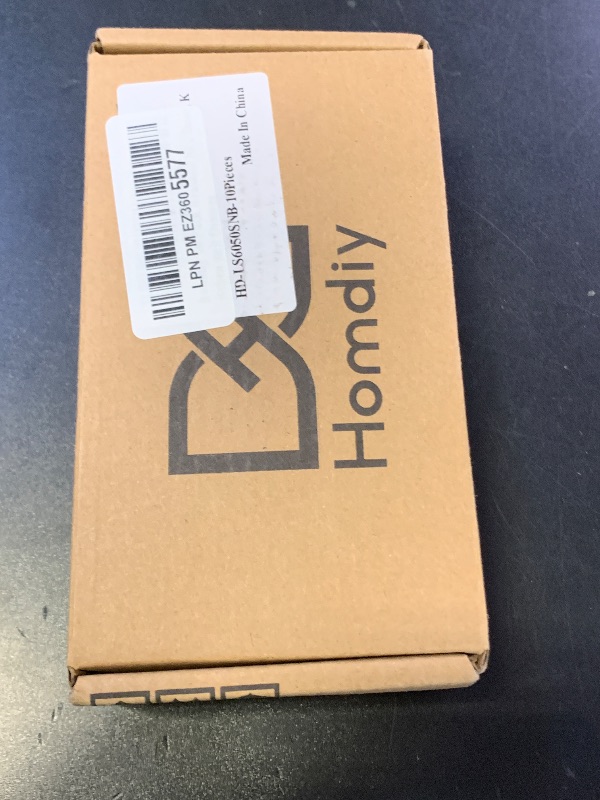 K
LPN PM EZ3605577
HD-LS6050SNB-10Pieces
Made In China
Homdiy